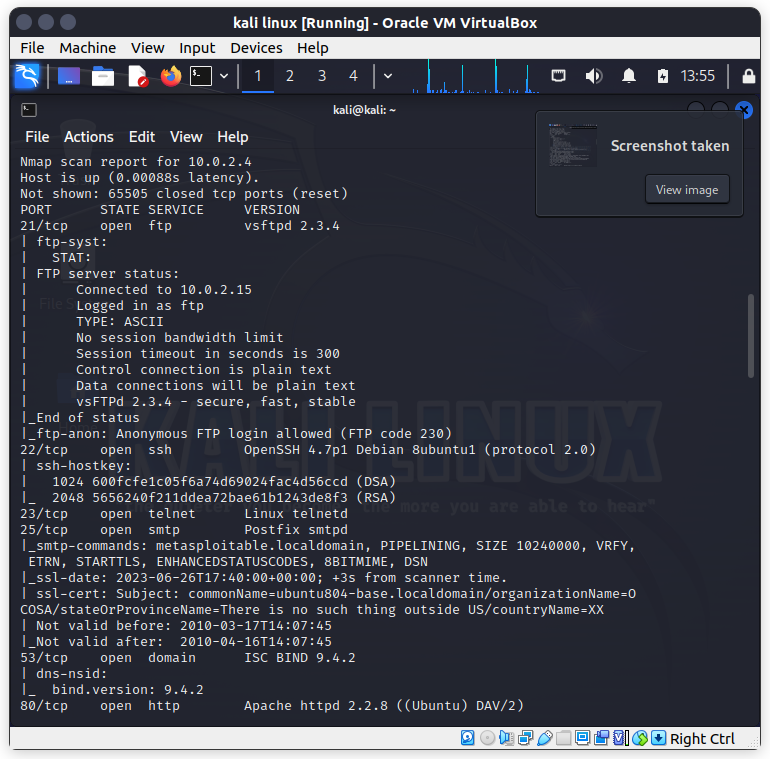 kali linux [Running] - Oracle VM VirtualBox
File Machine View Input Devices Help
1 2 3 4 13:55
kali@kali: ~
File Actions Edit View Help
Screenshot taken
View image
Nmap scan report for 10.0.2.4
Host is up (0.00088s latency).
Not shown: 65505 closed tcp ports (reset)
PORT      STATE SERVICE     VERSION
21/tcp    open  ftp         vsftpd 2.3.4
| ftp-syst:
|   STAT:
| FTP server status:
|      Connected to 10.0.2.15
|      Logged in as ftp
|      TYPE: ASCII
|      No session bandwidth limit
|      Session timeout in seconds is 300
|      Control connection is plain text
|      Data connections will be plain text
|      vsFTPd 2.3.4 - secure, fast, stable
|_End of status
|_ftp-anon: Anonymous FTP login allowed (FTP code 230)
22/tcp    open  ssh         OpenSSH 4.7p1 Debian 8ubuntu1 (protocol 2.0)
| ssh-hostkey:
|   1024 600fcfe1c05f6a74d69024fac4d56ccd (DSA)
|_  2048 5656240f211ddea72bae61b1243de8f3 (RSA)
23/tcp    open  telnet      Linux telnetd
25/tcp    open  smtp        Postfix smtpd
|_smtp-commands: metasploitable.localdomain, PIPELINING, SIZE 10240000, VRFY,
 ETRN, STARTTLS, ENHANCEDSTATUSCODES, 8BITMIME, DSN
|_ssl-date: 2023-06-26T17:40:00+00:00; +3s from scanner time.
| ssl-cert: Subject: commonName=ubuntu804-base.localdomain/organizationName=O
COSA/stateOrProvinceName=There is no such thing outside US/countryName=XX
| Not valid before: 2010-03-17T14:07:45
|_Not valid after:  2010-04-16T14:07:45
53/tcp    open  domain      ISC BIND 9.4.2
| dns-nsid:
|_  bind.version: 9.4.2
80/tcp    open  http        Apache httpd 2.2.8 ((Ubuntu) DAV/2)
KALI LINUX
the more you are able to hear"
Right Ctrl